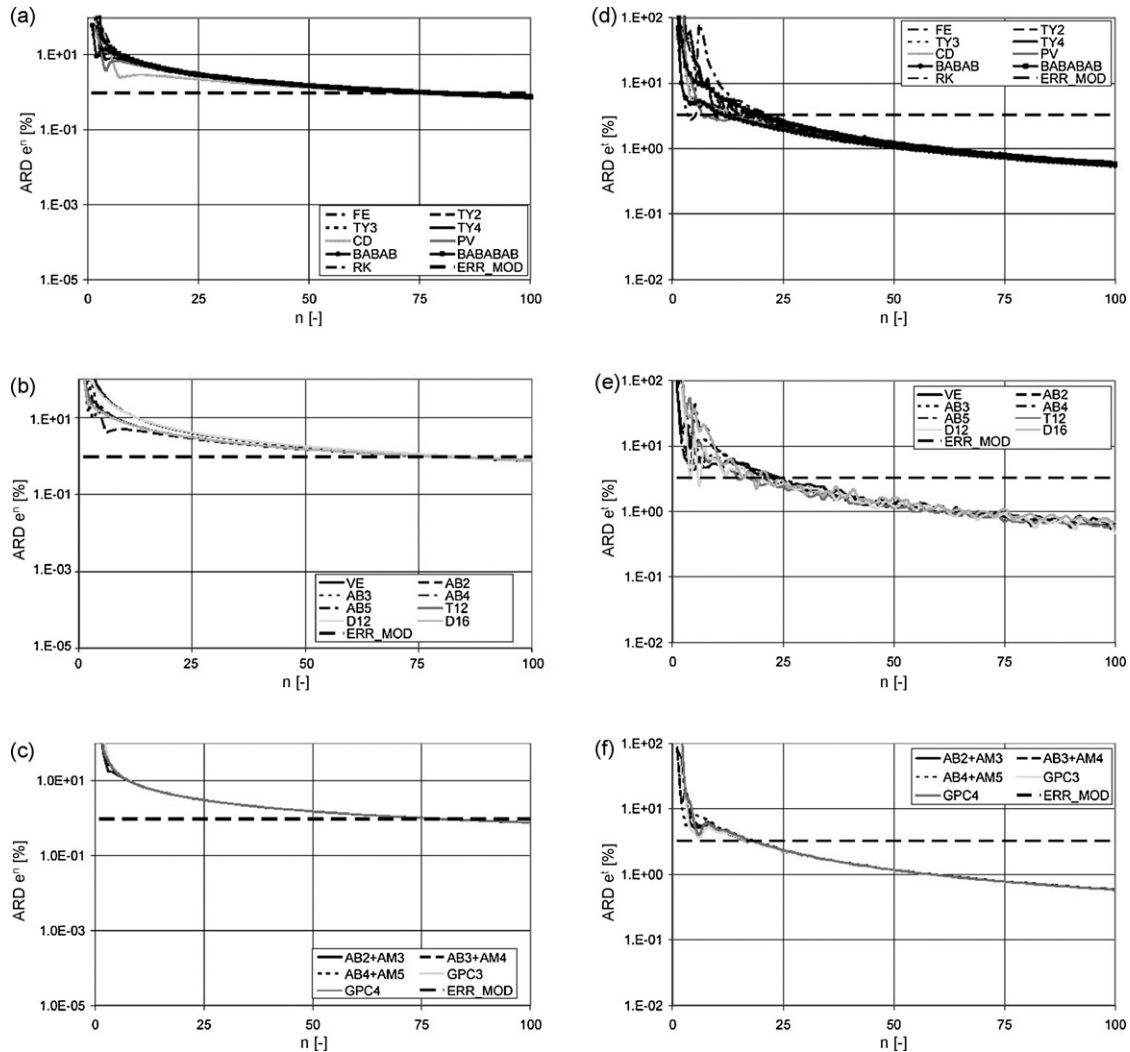 (a)
ARD eⁿ [%]
1.E+01
1.E-01
1.E-03
1.E-05
FE TY2
TY3 TY4
CD PV
BABAB BABABAB
RK ERR_MOD
0 25 50 75 100
n [-]
(d)
ARD eᵗ [%]
1.E+02
1.E+01
1.E+00
1.E-01
1.E-02
FE TY2
TY3 TY4
CD PV
BABAB BABABAB
RK ERR_MOD
0 25 50 75 100
n [-]
(b)
ARD eⁿ [%]
1.E+01
1.E-01
1.E-03
1.E-05
VE AB2
AB3 AB4
AB5 T12
D12 D16
ERR_MOD
0 25 50 75 100
n [-]
(e)
ARD eᵗ [%]
1.E+02
1.E+01
1.E+00
1.E-01
1.E-02
VE AB2
AB3 AB4
AB5 T12
D12 D16
ERR_MOD
0 25 50 75 100
n [-]
(c)
ARD eⁿ [%]
1.0E+01
1.0E-01
1.0E-03
1.0E-05
AB2+AM3 AB3+AM4
AB4+AM5 GPC3
GPC4 ERR_MOD
0 25 50 75 100
n [-]
(f)
ARD eᵗ [%]
1.E+02
1.E+01
1.E+00
1.E-01
1.E-02
AB2+AM3 AB3+AM4
AB4+AM5 GPC3
GPC4 ERR_MOD
0 25 50 75 100
n [-]